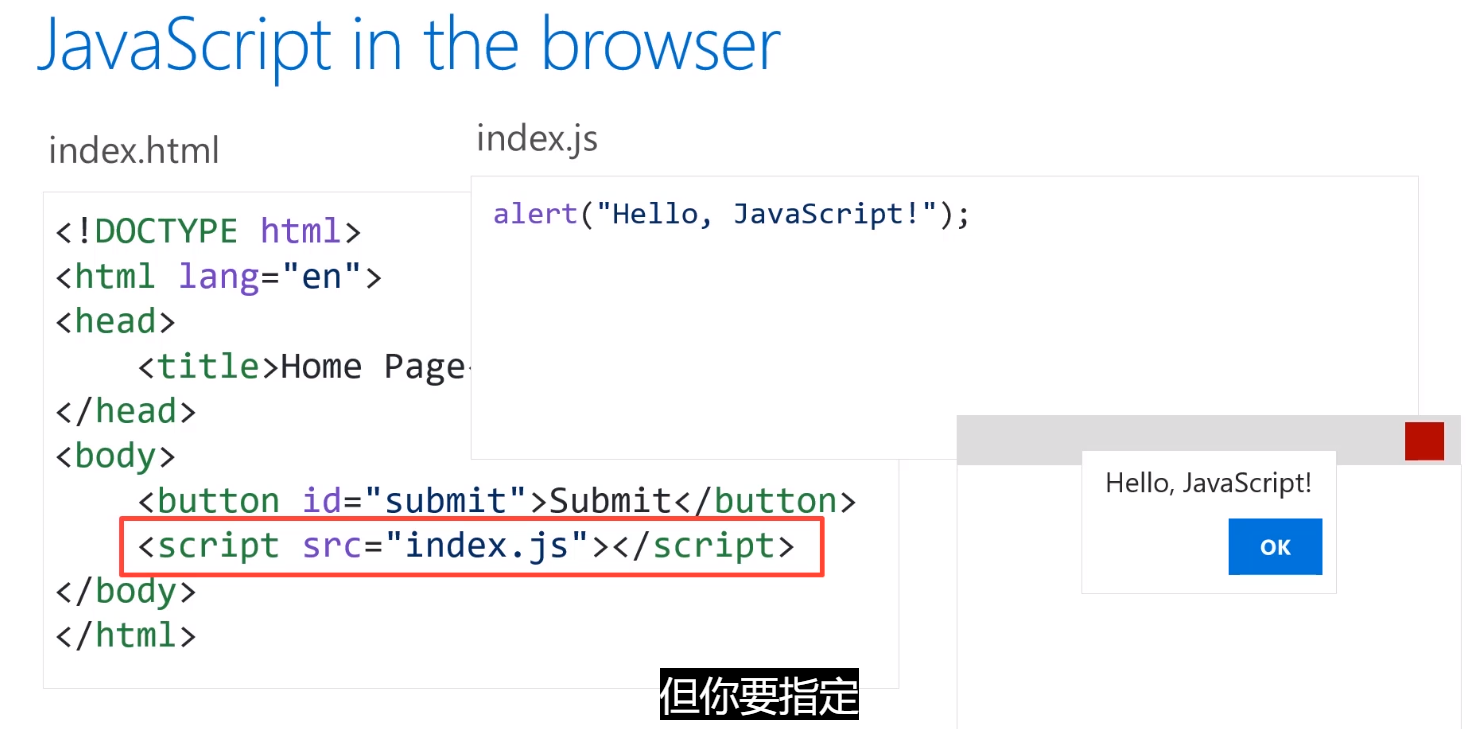 JavaScript in the browser
index.html
<!DOCTYPE html>
<html lang="en">
<head>
<title>Home Page
</head>
<body>
<button id="submit">Submit</button>
<script src="index.js"></script>
</body>
</html>
index.js
alert("Hello, JavaScript!");
Hello, JavaScript!
OK
但你要指定